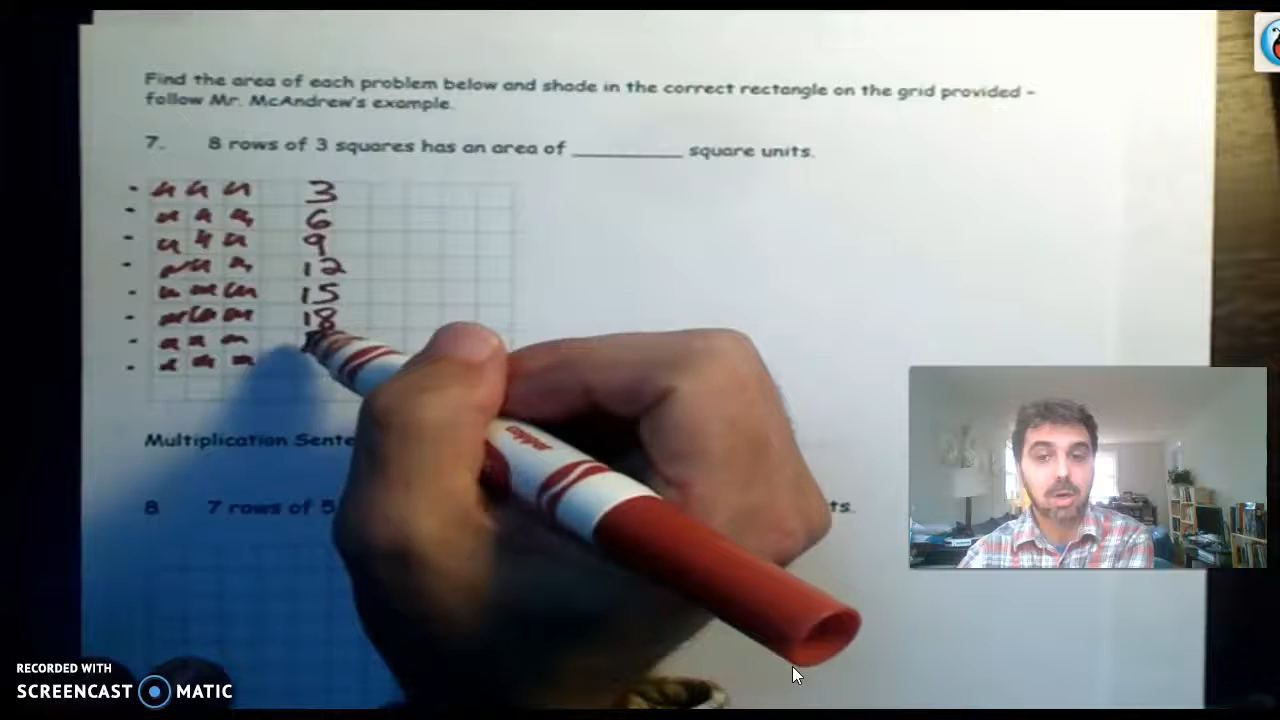 Find the area of each problem below and shade in the correct rectangle on the grid provided -
follow Mr. McAndrew's example.
7. 8 rows of 3 squares has an area of ________ square units.
3
6
9
12
15
18
Multiplication Sente
8 7 rows of 5 ts.
RECORDED WITH
SCREENCAST MATIC